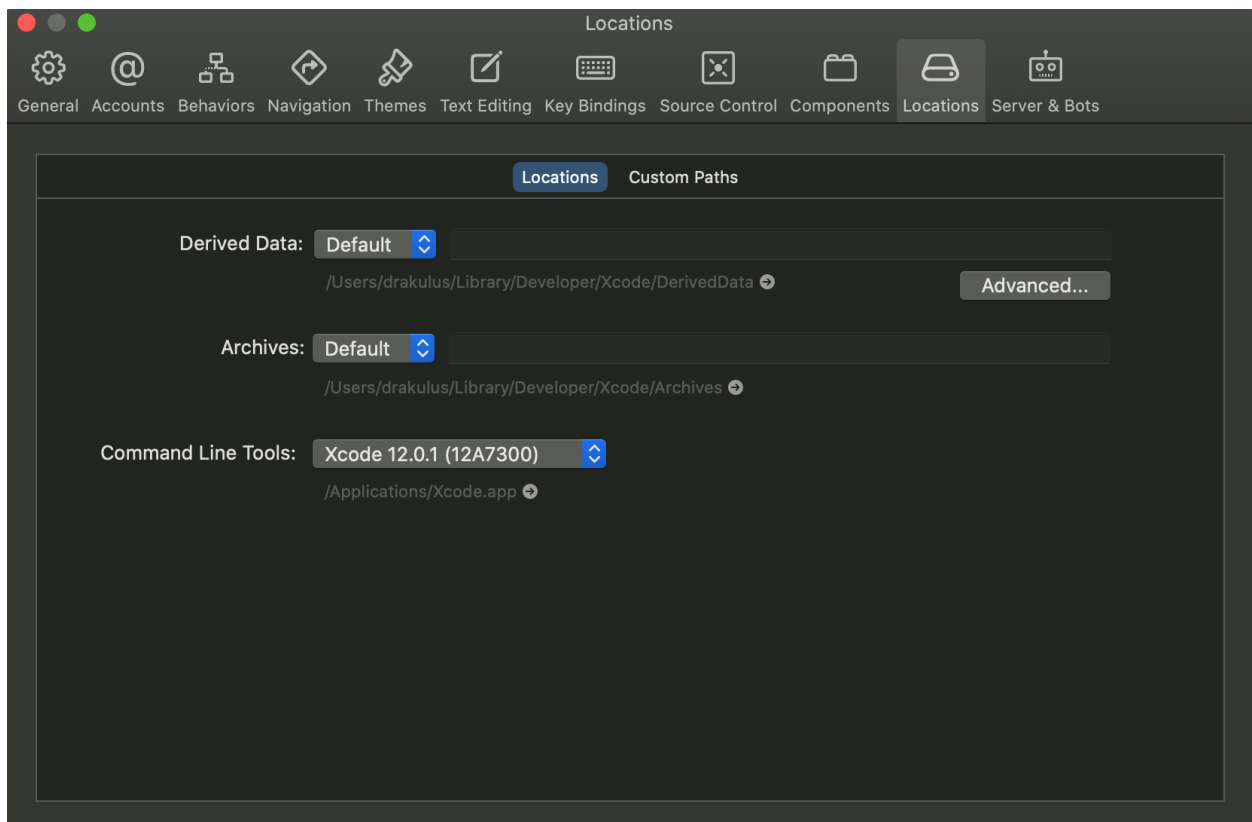 Locations
General Accounts Behaviors Navigation Themes Text Editing Key Bindings Source Control Components Locations Server & Bots
Locations Custom Paths
Derived Data: Default
/Users/drakulus/Library/Developer/Xcode/DerivedData
Advanced...
Archives: Default
/Users/drakulus/Library/Developer/Xcode/Archives
Command Line Tools: Xcode 12.0.1 (12A7300)
/Applications/Xcode.app